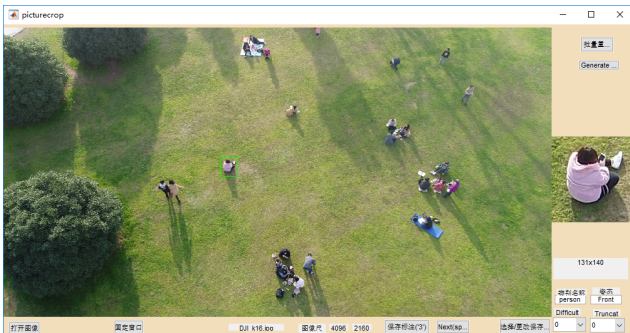 picturecrop
批量重...
Generate ...
131x140
类别名称
姿态
person
Front
Difficult
Truncat
0
0
打开图像
固定窗口
DJI_k16.jpg
图像尺
4096
2160
保存标注('3')
Next(sp...
选择/更改保存...